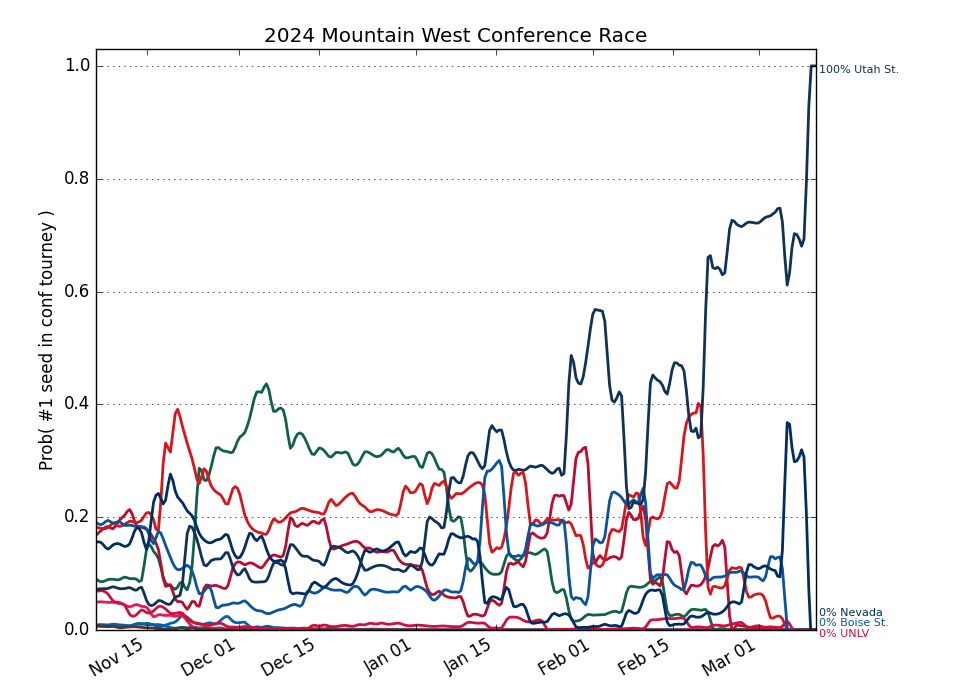 2024 Mountain West Conference Race
Prob( #1 seed in conf tourney )
1.0
0.8
0.6
0.4
0.2
0.0
100% Utah St.
0% Nevada
0% Boise St.
0% UNLV
Nov 15
Dec 01
Dec 15
Jan 01
Jan 15
Feb 01
Feb 15
Mar 01